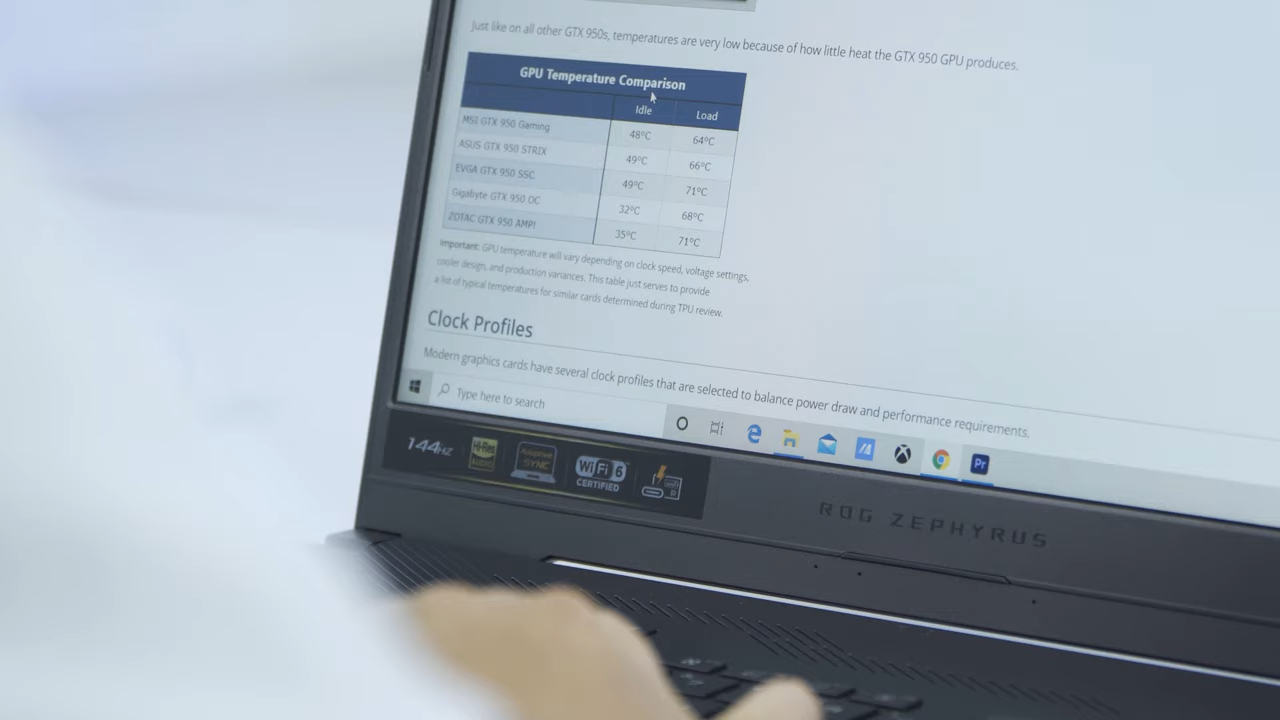 Just like on all other GTX 950s, temperatures are very low because of how little heat the GTX 950 GPU produces.
GPU Temperature Comparison
Idle Load
MSI GTX 950 Gaming 48°C 64°C
ASUS GTX 950 STRIX 49°C 66°C
EVGA GTX 950 SSC 49°C 71°C
Gigabyte GTX 950 OC 32°C 68°C
ZOTAC GTX 950 AMP! 35°C 71°C
Important: GPU temperature will vary depending on clock speed, voltage settings,
cooler design, and production variances. This table just serves to provide
a list of typical temperatures for similar cards determined during TPU review.
Clock Profiles
Modern graphics cards have several clock profiles that are selected to balance power draw and performance requirements.
Type here to search
Pr
144Hz
Hi-Res
AUDIO
Adaptive
SYNC
Wi Fi 6
CERTIFIED
ROG ZEPHYRUS